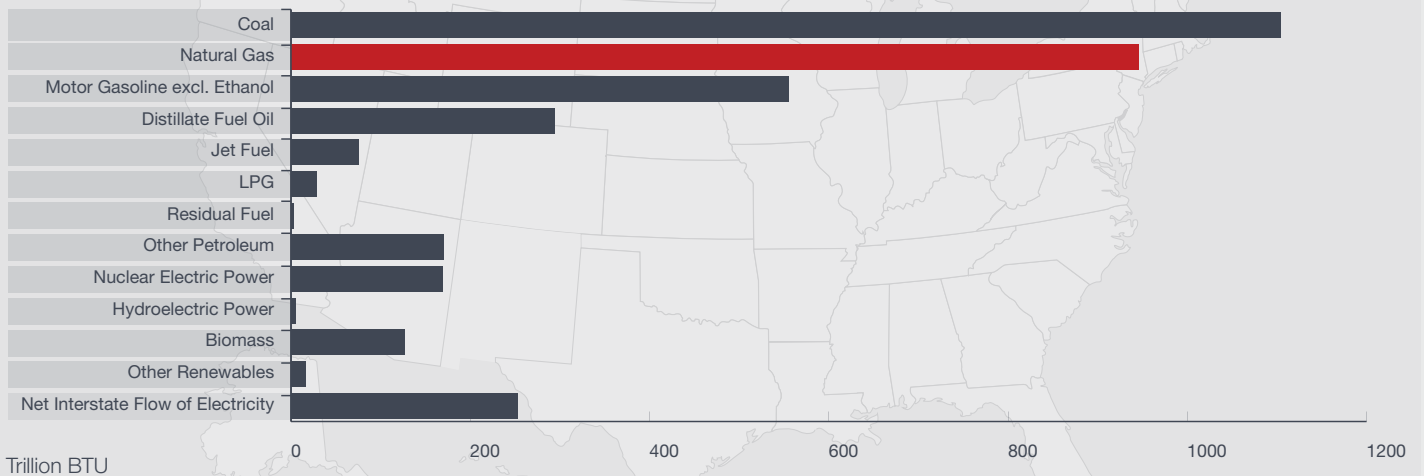 Coal
Natural Gas
Motor Gasoline excl. Ethanol
Distillate Fuel Oil
Jet Fuel
LPG
Residual Fuel
Other Petroleum
Nuclear Electric Power
Hydroelectric Power
Biomass
Other Renewables
Net Interstate Flow of Electricity
0 200 400 600 800 1000 1200
Trillion BTU